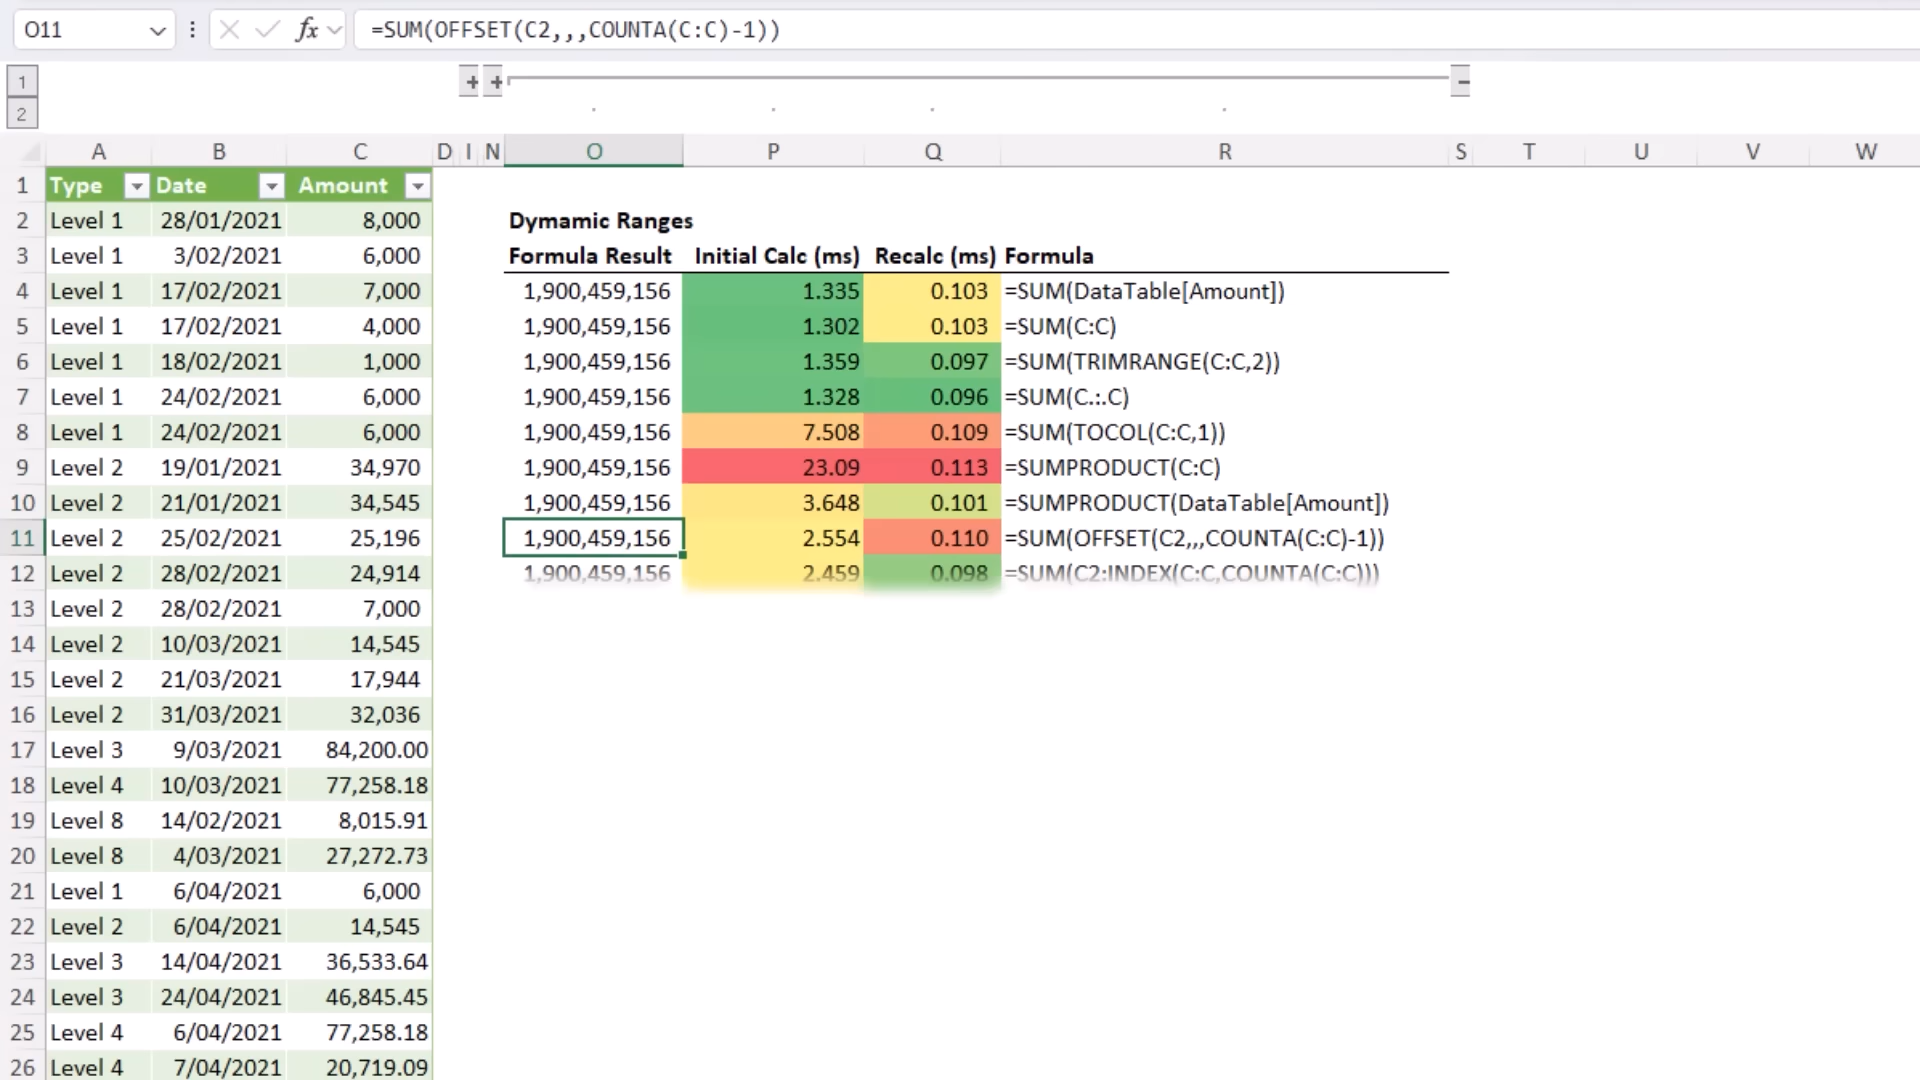 O11 fx =SUM(OFFSET(C2,,,COUNTA(C:C)-1))
1
2
A B C D I N O P Q R S T U V W
1 Type Date Amount
2 Level 1 28/01/2021 8,000 Dymamic Ranges
3 Level 1 3/02/2021 6,000 Formula Result Initial Calc (ms) Recalc (ms) Formula
4 Level 1 17/02/2021 7,000 1,900,459,156 1.335 0.103 =SUM(DataTable[Amount])
5 Level 1 17/02/2021 4,000 1,900,459,156 1.302 0.103 =SUM(C:C)
6 Level 1 18/02/2021 1,000 1,900,459,156 1.359 0.097 =SUM(TRIMRANGE(C:C,2))
7 Level 1 24/02/2021 6,000 1,900,459,156 1.328 0.096 =SUM(C.:.C)
8 Level 1 24/02/2021 6,000 1,900,459,156 7.508 0.109 =SUM(TOCOL(C:C,1))
9 Level 2 19/01/2021 34,970 1,900,459,156 23.09 0.113 =SUMPRODUCT(C:C)
10 Level 2 21/01/2021 34,545 1,900,459,156 3.648 0.101 =SUMPRODUCT(DataTable[Amount])
11 Level 2 25/02/2021 25,196 1,900,459,156 2.554 0.110 =SUM(OFFSET(C2,,,COUNTA(C:C)-1))
12 Level 2 28/02/2021 24,914 1,900,459,156 2.459 0.098 =SUM(C2:INDEX(C:C,COUNTA(C:C)))
13 Level 2 28/02/2021 7,000
14 Level 2 10/03/2021 14,545
15 Level 2 21/03/2021 17,944
16 Level 2 31/03/2021 32,036
17 Level 3 9/03/2021 84,200.00
18 Level 4 10/03/2021 77,258.18
19 Level 8 14/02/2021 8,015.91
20 Level 8 4/03/2021 27,272.73
21 Level 1 6/04/2021 6,000
22 Level 2 6/04/2021 14,545
23 Level 3 14/04/2021 36,533.64
24 Level 3 24/04/2021 46,845.45
25 Level 4 6/04/2021 77,258.18
26 Level 4 7/04/2021 20,719.09